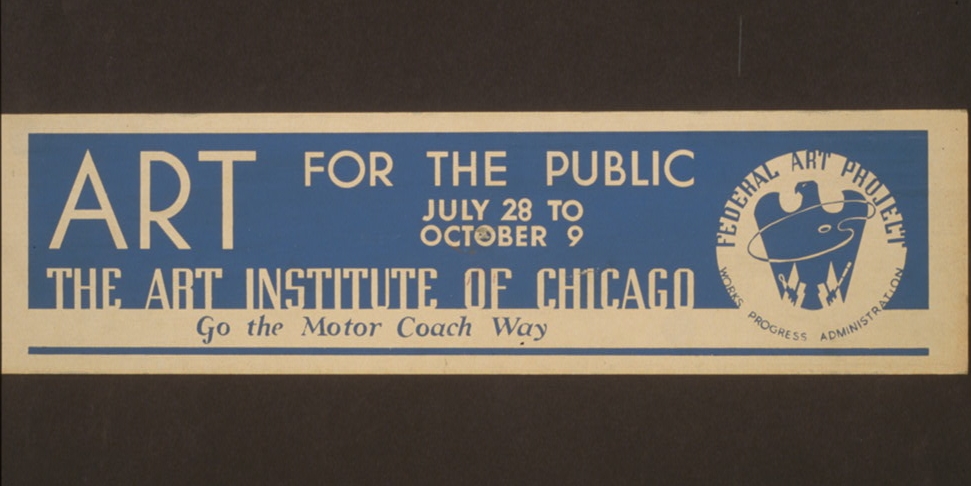 ART FOR THE PUBLIC
JULY 28 TO
OCTOBER 9
THE ART INSTITUTE OF CHICAGO
Go the Motor Coach Way
FEDERAL ART PROJECT
WORKS PROGRESS ADMINISTRATION